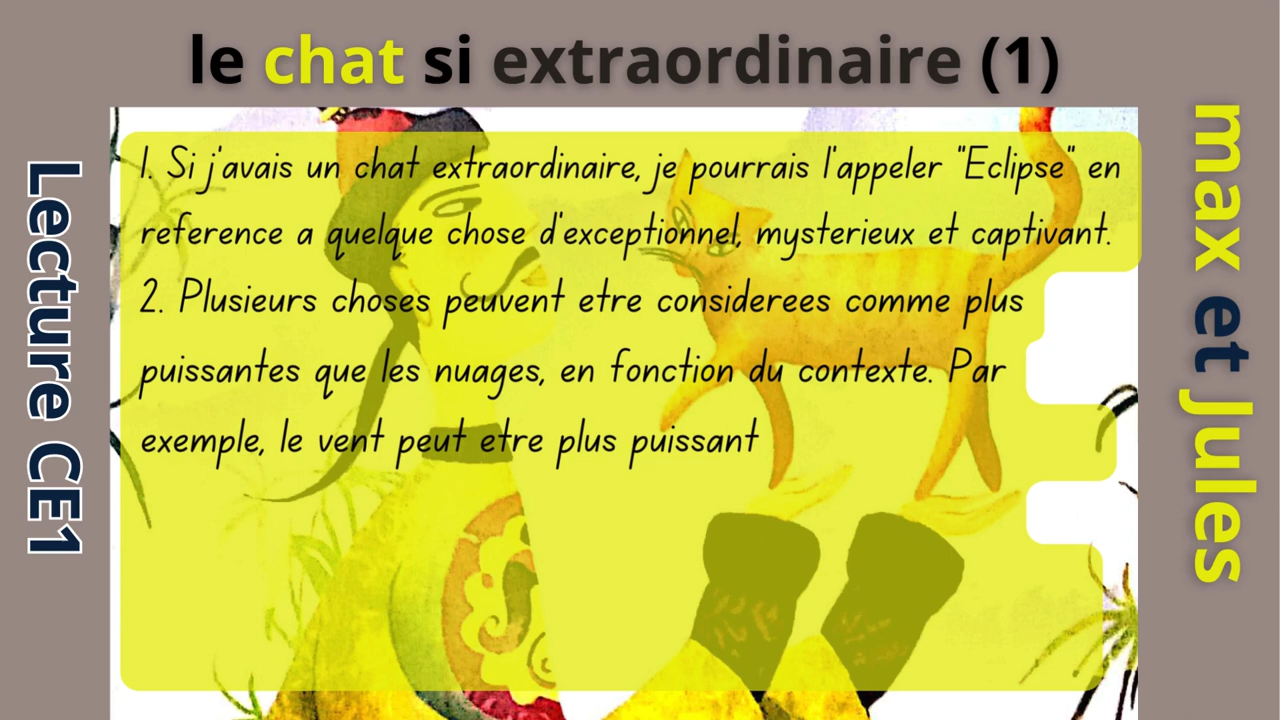 le chat si extraordinaire (1)
Lecture CE1
1. Si j'avais un chat extraordinaire, je pourrais l'appeler "Eclipse" en
reference a quelque chose d'exceptionnel, mysterieux et captivant.
2. Plusieurs choses peuvent etre considerees comme plus
puissantes que les nuages, en fonction du contexte. Par
exemple, le vent peut etre plus puissant
max et Jules